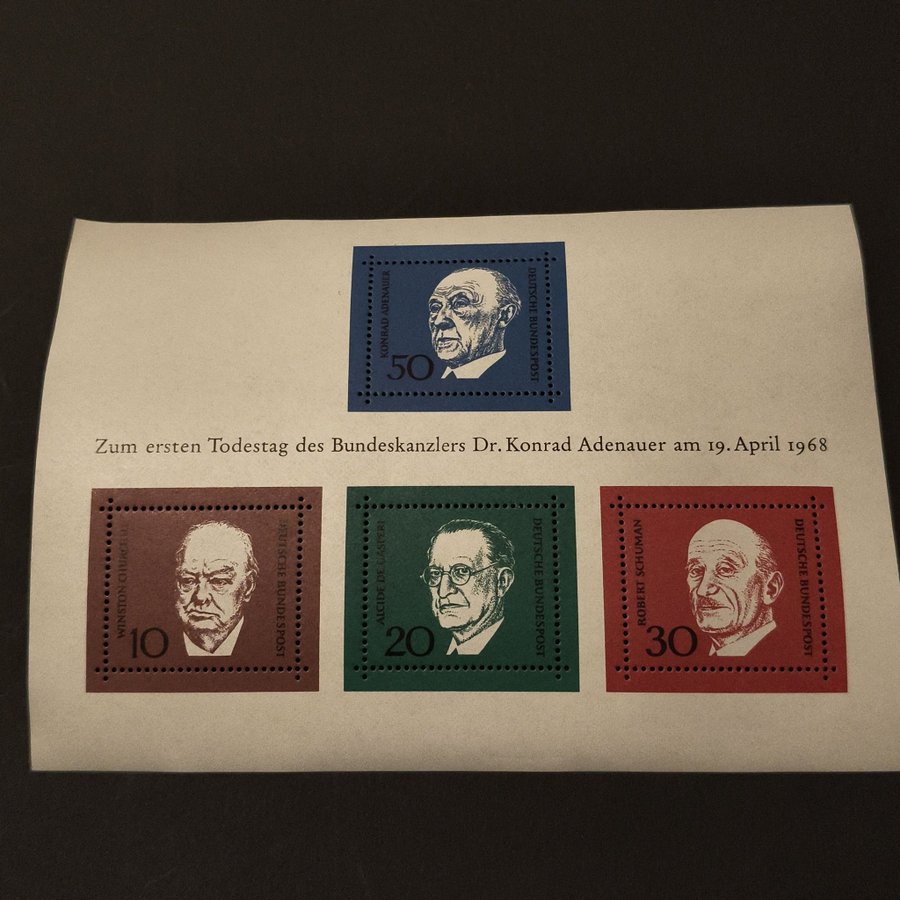 KONRAD ADENAUER
50
DEUTSCHE BUNDESPOST
Zum ersten Todestag des Bundeskanzlers Dr. Konrad Adenauer am 19. April 1968
WINSTON CHURCHILL
10
DEUTSCHE BUNDESPOST
ALCIDE DE GASPERI
20
DEUTSCHE BUNDESPOST
ROBERT SCHUMAN
30
DEUTSCHE BUNDESPOST